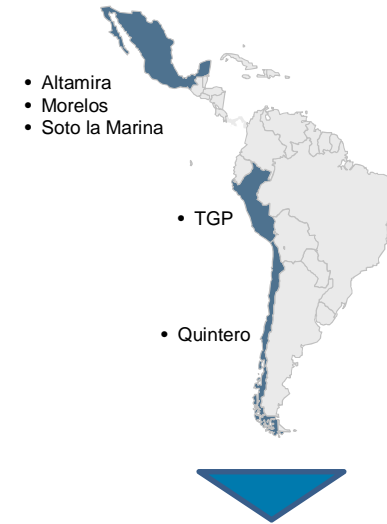 • Altamira
• Morelos
• Soto la Marina
• TGP
• Quintero